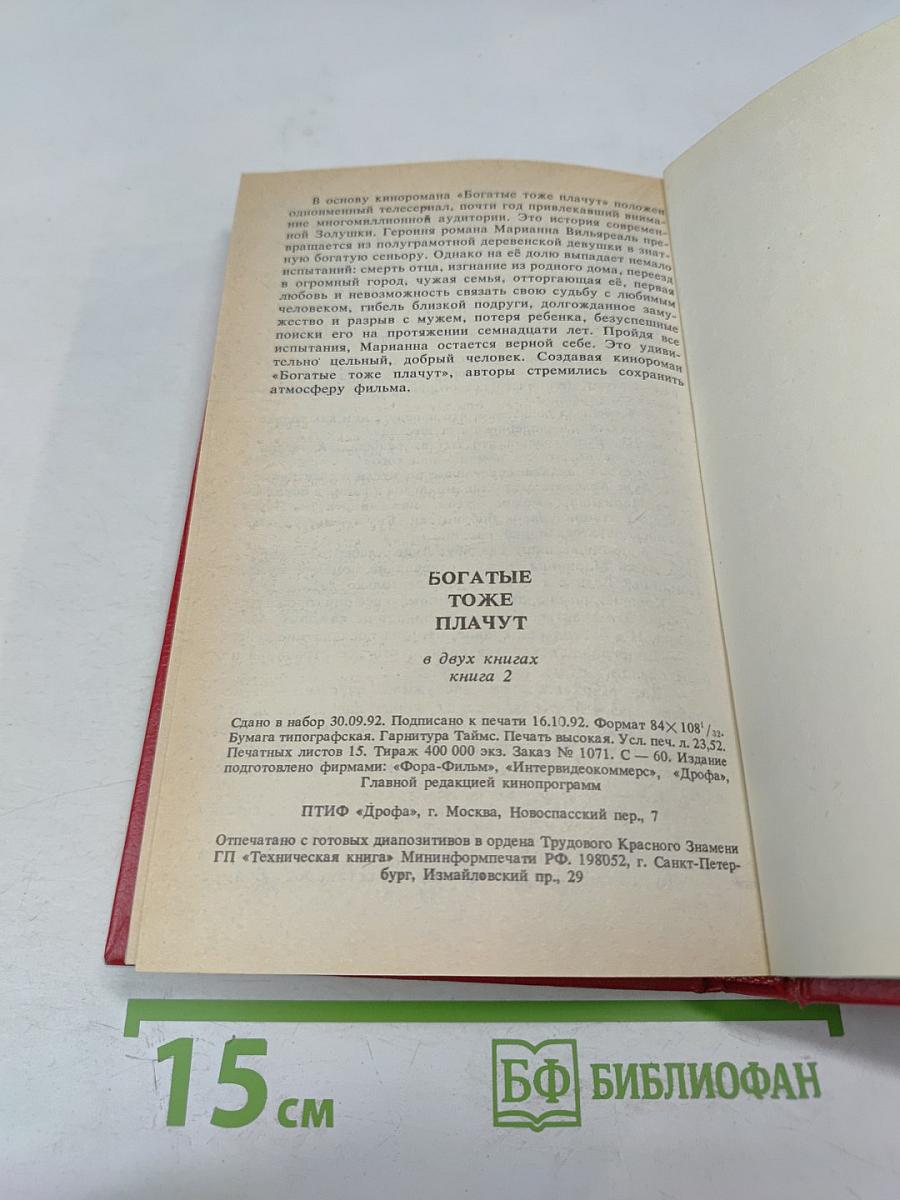 В основу киноромана «Богатые тоже плачут» положен
одноименный телесериал, почти год привлекавший внима-
ние многомиллионной аудитории. Это история современ-
ной Золушки. Героиня романа Марианна Вильяреаль пре-
вращается из полуграмотной деревенской девушки в знат-
ную богатую сеньору. Однако на её долю выпадает немало
испытаний: смерть отца, изгнание из родного дома, переезд
в огромный город, чужая семья, отторгающая её, первая
любовь и невозможность связать свою судьбу с любимым
человеком, гибель близкой подруги, долгожданное заму-
жество и разрыв с мужем, потеря ребенка, безуспешные
поиски его на протяжении семнадцати лет. Пройдя все
испытания, Марианна остается верной себе. Это удиви-
тельно цельный, добрый человек. Создавая кинороман
«Богатые тоже плачут», авторы стремились сохранить
атмосферу фильма.
БОГАТЫЕ
ТОЖЕ
ПЛАЧУТ
в двух книгах
книга 2
Сдано в набор 30.09.92. Подписано к печати 16.10.92. Формат 84×108¹/₃₂.
Бумага типографская. Гарнитура Таймс. Печать высокая. Усл. печ. л. 23,52.
Печатных листов 15. Тираж 400 000 экз. Заказ № 1071. С — 60. Издание
подготовлено фирмами: «Фора-Фильм», «Интервидеокоммерс», «Дрофа»,
Главной редакцией кинопрограмм
ПТИФ «Дрофа», г. Москва, Новоспасский пер., 7
Отпечатано с готовых диапозитивов в ордена Трудового Красного Знамени
ГП «Техническая книга» Мининформпечати РФ. 198052, г. Санкт-Петер-
бург, Измайловский пр., 29
15 см
БФ БИБЛИОФАН